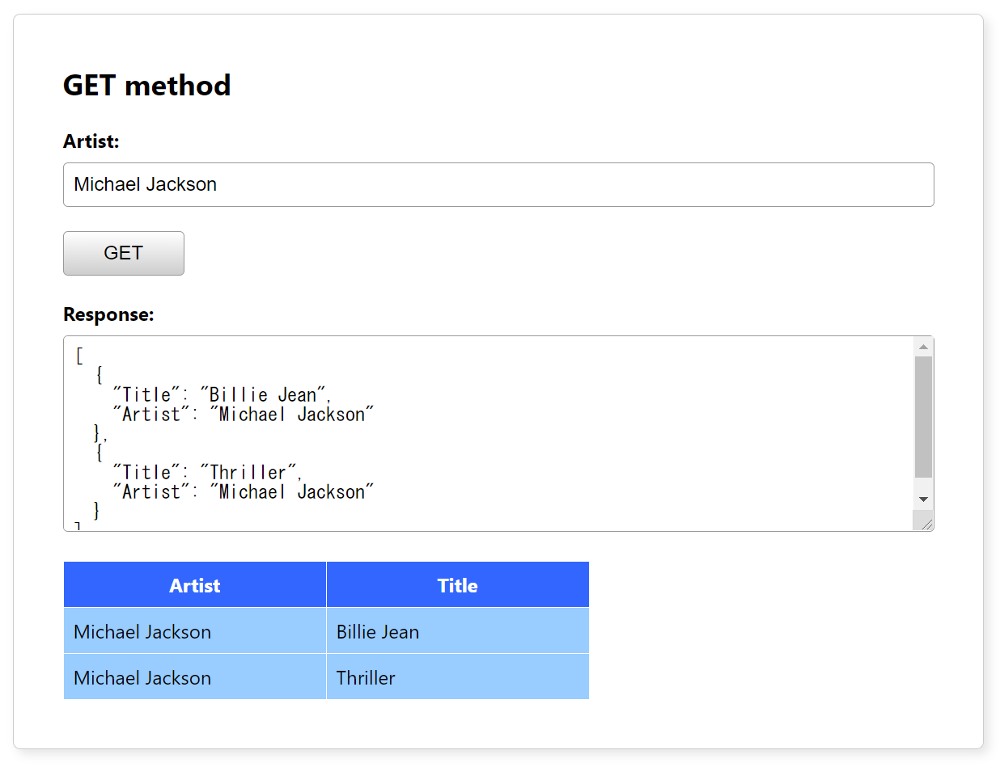 GET method
Artist:
Michael Jackson
GET
Response:
[
  {
    "Title": "Billie Jean",
    "Artist": "Michael Jackson"
  },
  {
    "Title": "Thriller",
    "Artist": "Michael Jackson"
  }
]
Artist Title
Michael Jackson Billie Jean
Michael Jackson Thriller